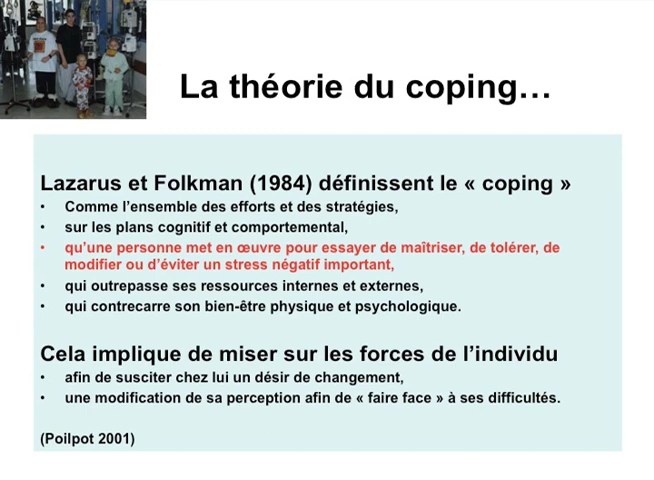 La théorie du coping…
Lazarus et Folkman (1984) définissent le « coping »
• Comme l’ensemble des efforts et des stratégies,
• sur les plans cognitif et comportemental,
• qu’une personne met en œuvre pour essayer de maîtriser, de tolérer, de
modifier ou d’éviter un stress négatif important,
• qui outrepasse ses ressources internes et externes,
• qui contrecarre son bien-être physique et psychologique.
Cela implique de miser sur les forces de l’individu
• afin de susciter chez lui un désir de changement,
• une modification de sa perception afin de « faire face » à ses difficultés.
(Poilpot 2001)